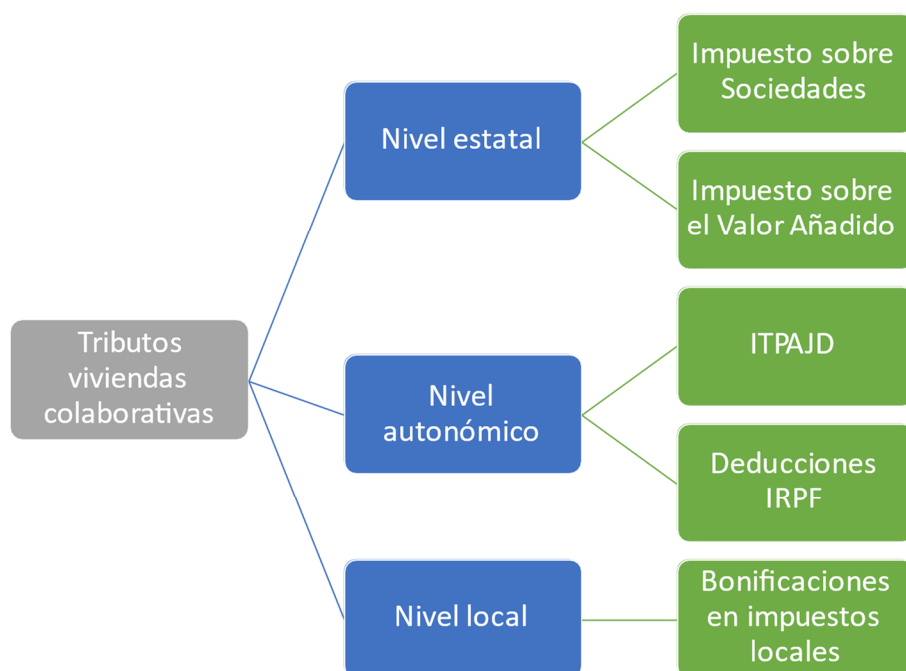 Tributos
viviendas
colaborativas
Nivel estatal
Impuesto sobre
Sociedades
Impuesto sobre
el Valor Añadido
Nivel
autonómico
ITPAJD
Deducciones
IRPF
Nivel local
Bonificaciones
en impuestos
locales